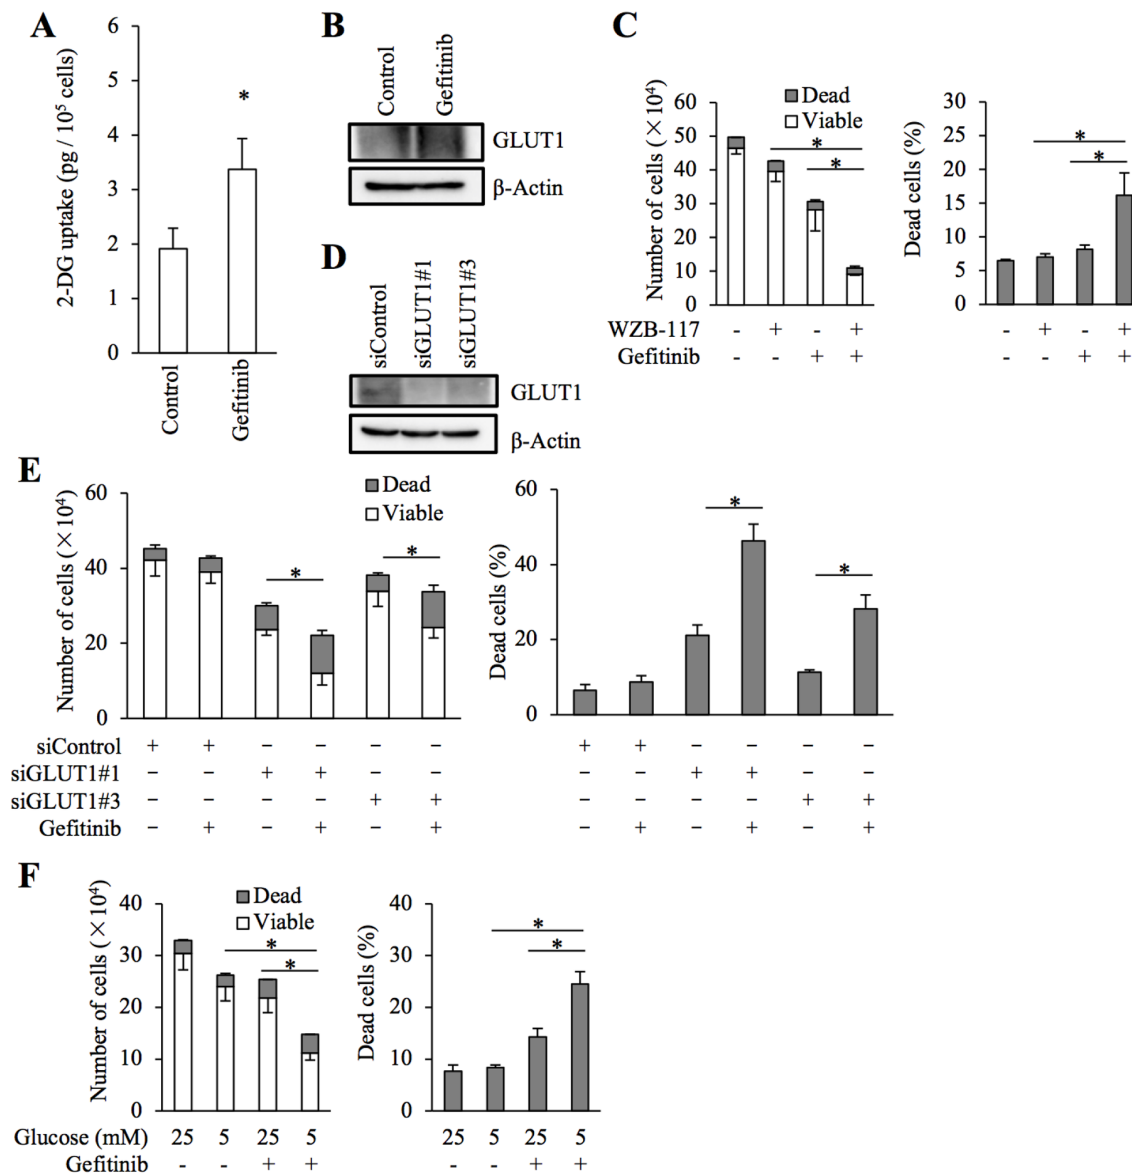 A
2-DG uptake (pg / 10⁵ cells)
6
5
4
3
2
1
0
*
Control
Gefitinib
B
Control
Gefitinib
GLUT1
β-Actin
C
Number of cells (×10⁴)
60
50
40
30
20
10
0
Dead
Viable
*
*
Dead cells (%)
30
25
20
15
10
5
0
*
*
WZB-117 - + - + - + - +
Gefitinib - - + + - - + +
D
siControl
siGLUT1#1
siGLUT1#3
GLUT1
β-Actin
E
Number of cells (×10⁴)
60
40
20
0
Dead
Viable
*
*
Dead cells (%)
60
40
20
0
*
*
siControl + + − − − − + + − − − −
siGLUT1#1 − − + + − − − − + + − −
siGLUT1#3 − − − − + + − − − − + +
Gefitinib − + − + − + − + − + − +
F
Number of cells (×10⁴)
40
30
20
10
0
Dead
Viable
*
*
Dead cells (%)
40
30
20
10
0
*
*
Glucose (mM) 25 5 25 5 25 5 25 5
Gefitinib - - + + - - + +